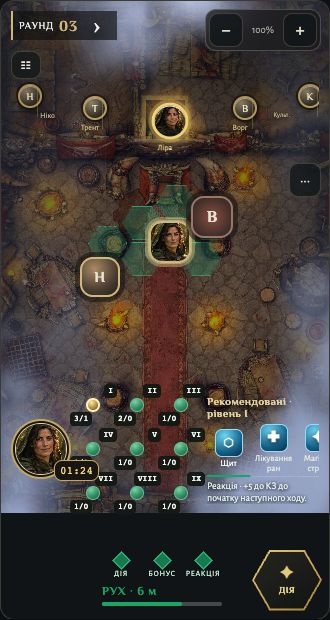 РАУНД 03 ›
− 100% +
Н Т В К
Ніко Трент Ліра Ворг Культ
...
В
Н
I II III
3/1 2/0 1/0
IV V VI
1/0 1/0 1/0
VII VIII IX
1/0 1/0 1/0
01:24
Рекомендовані ·
рівень 1
Щит
Лікування
ран
Реакція · +5 до КЗ до
початку наступного ходу.
ДІЯ БОНУС РЕАКЦІЯ
РУХ · 6 м
ДІЯ